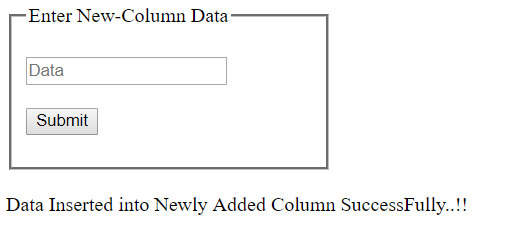 Enter New-Column Data
Data
Submit
Data Inserted into Newly Added Column SuccessFully..!!